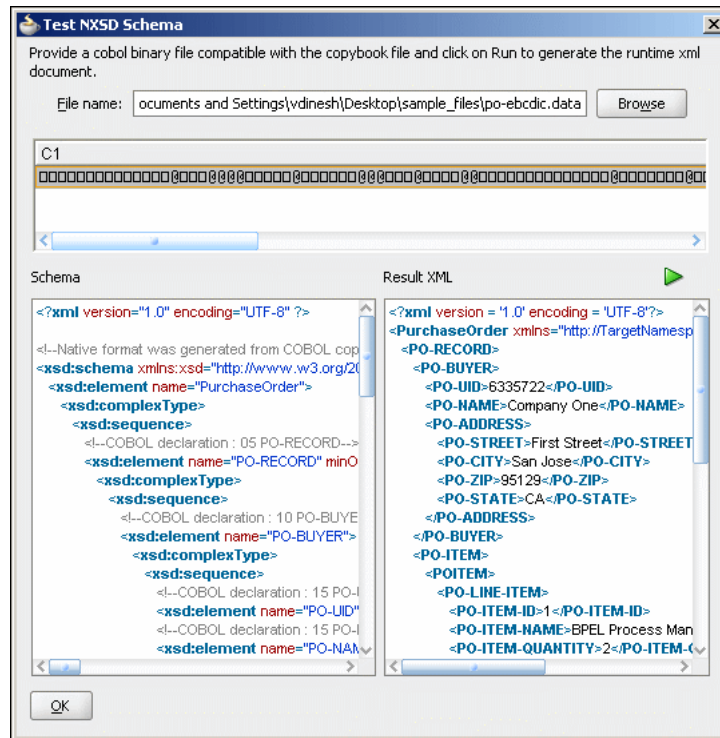 Test NXSD Schema
Provide a cobol binary file compatible with the copybook file and click on Run to generate the runtime xml
document.
File name: ocuments and Settings\vdinesh\Desktop\sample_files\po-ebcdic.data Browse
C1
Schema
Result XML
<?xml version="1.0" encoding="UTF-8" ?>
<!--Native format was generated from COBOL cop
<xsd:schema xmlns:xsd="http://www.w3.org/20
<xsd:element name="PurchaseOrder">
<xsd:complexType>
<xsd:sequence>
<!--COBOL declaration : 05 PO-RECORD-->
<xsd:element name="PO-RECORD" minO
<xsd:complexType>
<xsd:sequence>
<!--COBOL declaration : 10 PO-BUYE
<xsd:element name="PO-BUYER">
<xsd:complexType>
<xsd:sequence>
<!--COBOL declaration : 15 PO-
<xsd:element name="PO-UID"
<!--COBOL declaration : 15 PO-
<xsd:element name="PO-NAM
<?xml version = '1.0' encoding = 'UTF-8'?>
<PurchaseOrder xmlns="http://TargetNamesp
<PO-RECORD>
<PO-BUYER>
<PO-UID>6335722</PO-UID>
<PO-NAME>Company One</PO-NAME>
<PO-ADDRESS>
<PO-STREET>First Street</PO-STREET
<PO-CITY>San Jose</PO-CITY>
<PO-ZIP>95129</PO-ZIP>
<PO-STATE>CA</PO-STATE>
</PO-ADDRESS>
</PO-BUYER>
<PO-ITEM>
<POITEM>
<PO-LINE-ITEM>
<PO-ITEM-ID>1</PO-ITEM-ID>
<PO-ITEM-NAME>BPEL Process Man
<PO-ITEM-QUANTITY>2</PO-ITEM-
OK